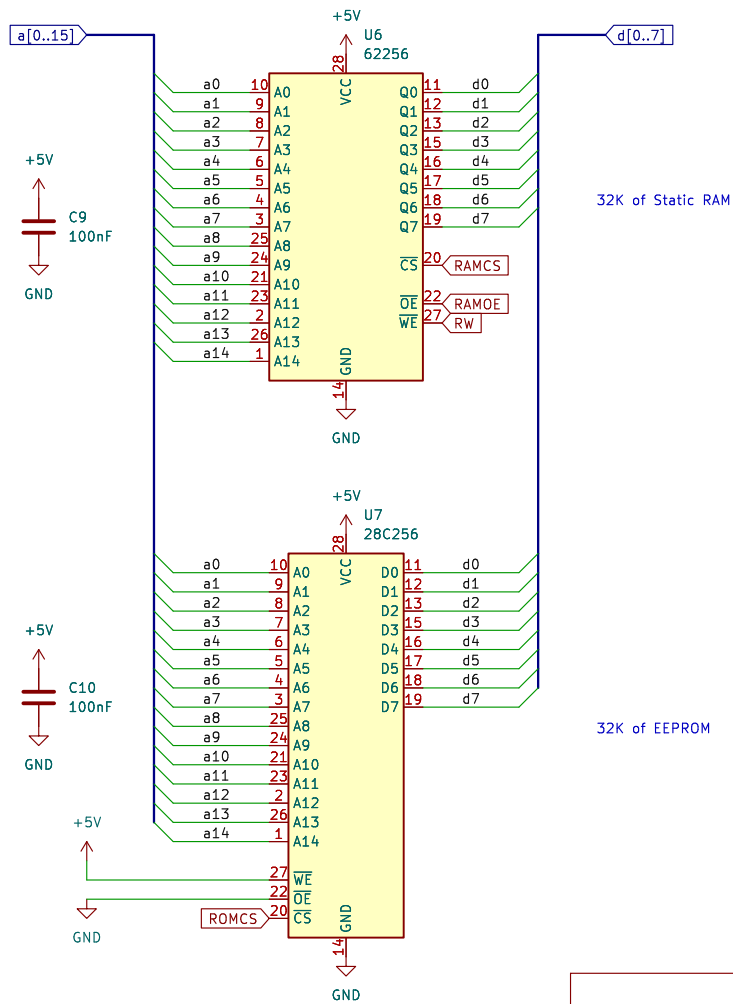 a[0..15]
+5V
U6
62256
d[0..7]
28
VCC
a0 10 A0 Q0 11 d0
a1 9 A1 Q1 12 d1
a2 8 A2 Q2 13 d2
a3 7 A3 Q3 15 d3
a4 6 A4 Q4 16 d4
a5 5 A5 Q5 17 d5
a6 4 A6 Q6 18 d6
a7 3 A7 Q7 19 d7
a8 25 A8
a9 24 A9 CS 20 RAMCS
a10 21 A10
a11 23 A11 OE 22 RAMOE
a12 2 A12 WE 27 RW
a13 26 A13
a14 1 A14
GND
14
GND
+5V
C9
100nF
GND
32K of Static RAM
+5V
U7
28C256
28
VCC
a0 10 A0 D0 11 d0
a1 9 A1 D1 12 d1
a2 8 A2 D2 13 d2
a3 7 A3 D3 15 d3
a4 6 A4 D4 16 d4
a5 5 A5 D5 17 d5
a6 4 A6 D6 18 d6
a7 3 A7 D7 19 d7
a8 25 A8
a9 24 A9
a10 21 A10
a11 23 A11
a12 2 A12
a13 26 A13
a14 1 A14
+5V
27 WE
22 OE
GND
ROMCS 20 CS
GND
14
GND
+5V
C10
100nF
GND
32K of EEPROM